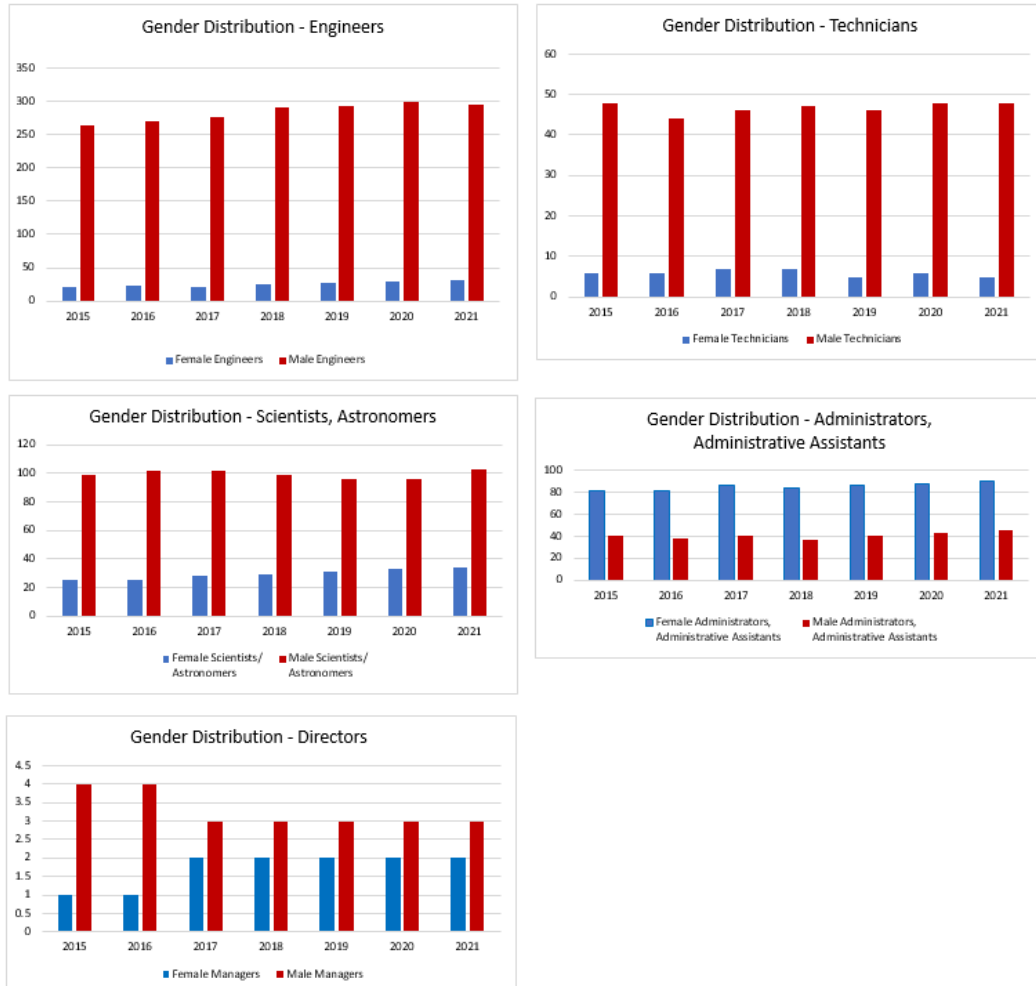 Gender Distribution - Engineers
350
300
250
200
150
100
50
0
2015 2016 2017 2018 2019 2020 2021
Female Engineers Male Engineers
Gender Distribution - Technicians
60
50
40
30
20
10
0
2015 2016 2017 2018 2019 2020 2021
Female Technicians Male Technicians
Gender Distribution - Scientists, Astronomers
120
100
80
60
40
20
0
2015 2016 2017 2018 2019 2020 2021
Female Scientists/ Male Scientists/
Astronomers Astronomers
Gender Distribution - Administrators,
Administrative Assistants
100
80
60
40
20
0
2015 2016 2017 2018 2019 2020 2021
Female Administrators, Male Administrators,
Administrative Assistants Administrative Assistants
Gender Distribution - Directors
4.5
4
3.5
3
2.5
2
1.5
1
0.5
0
2015 2016 2017 2018 2019 2020 2021
Female Managers Male Managers